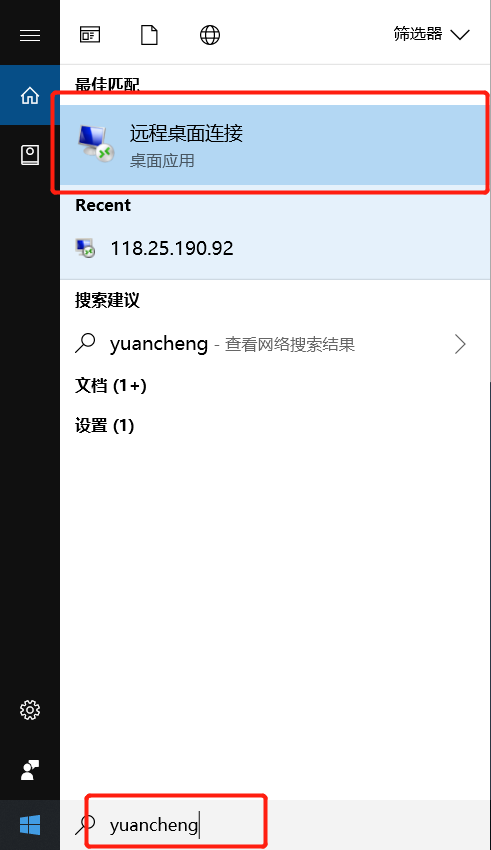 筛选器
最佳匹配
远程桌面连接
桌面应用
Recent
118.25.190.92
搜索建议
yuancheng - 查看网络搜索结果
文档 (1+)
设置 (1)
yuancheng